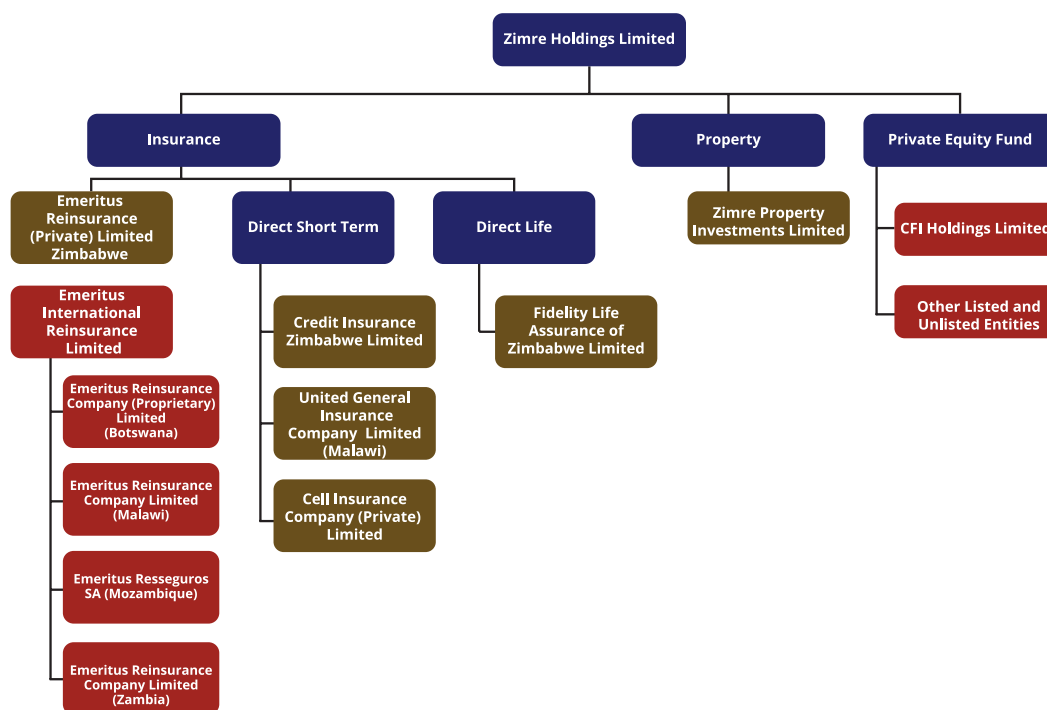 Zimre Holdings Limited
Insurance
Property
Private Equity Fund
Emeritus
Reinsurance
(Private) Limited
Zimbabwe
Direct Short Term
Direct Life
Zimre Property
Investments Limited
CFI Holdings Limited
Other Listed and
Unlisted Entities
Emeritus
International
Reinsurance
Limited
Credit Insurance
Zimbabwe Limited
Fidelity Life
Assurance of
Zimbabwe Limited
Emeritus Reinsurance
Company (Proprietary)
Limited
(Botswana)
United General
Insurance
Company Limited
(Malawi)
Emeritus Reinsurance
Company Limited
(Malawi)
Cell Insurance
Company (Private)
Limited
Emeritus Resseguros
SA (Mozambique)
Emeritus Reinsurance
Company Limited
(Zambia)